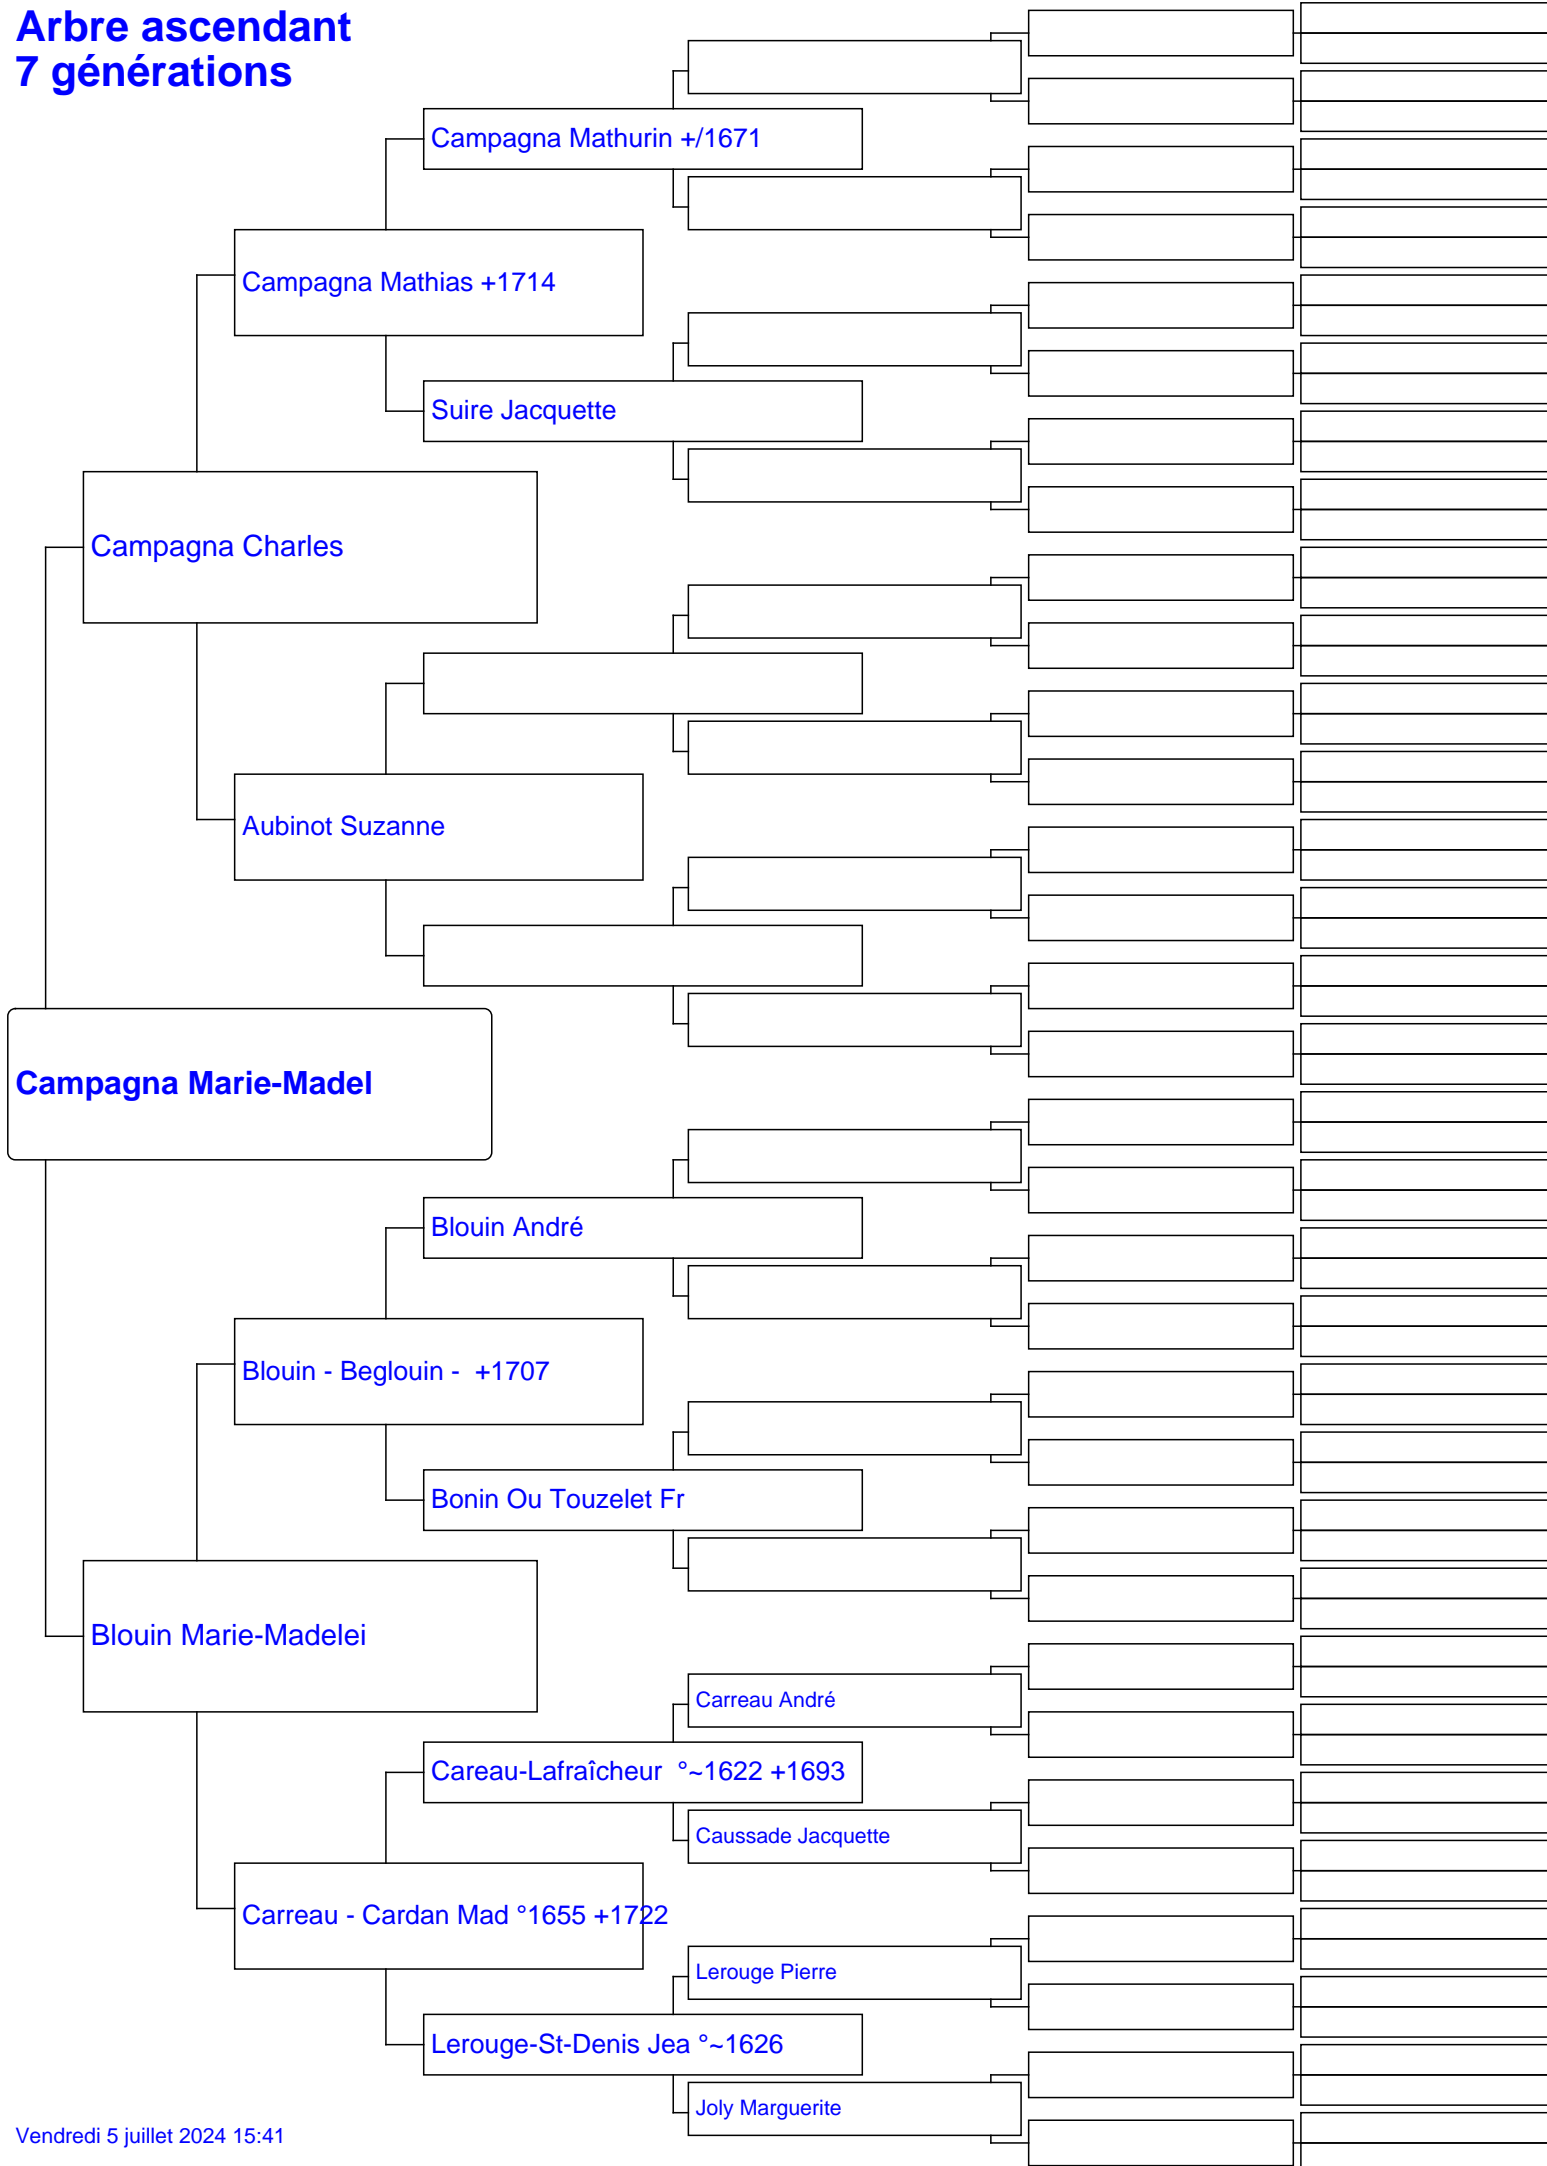 Arbre ascendant
7 générations
Campagna Mathurin +/1671
Campagna Mathias +1714
Suire Jacquette
Campagna Charles
Aubinot Suzanne
Campagna Marie-Madel
Blouin André
Blouin - Beglouin -  +1707
Bonin Ou Touzelet Fr
Blouin Marie-Madelei
Carreau André
Careau-Lafraîcheur  °~1622 +1693
Caussade Jacquette
Carreau - Cardan Mad °1655 +1722
Lerouge Pierre
Lerouge-St-Denis Jea °~1626
Joly Marguerite
Vendredi 5 juillet 2024 15:41